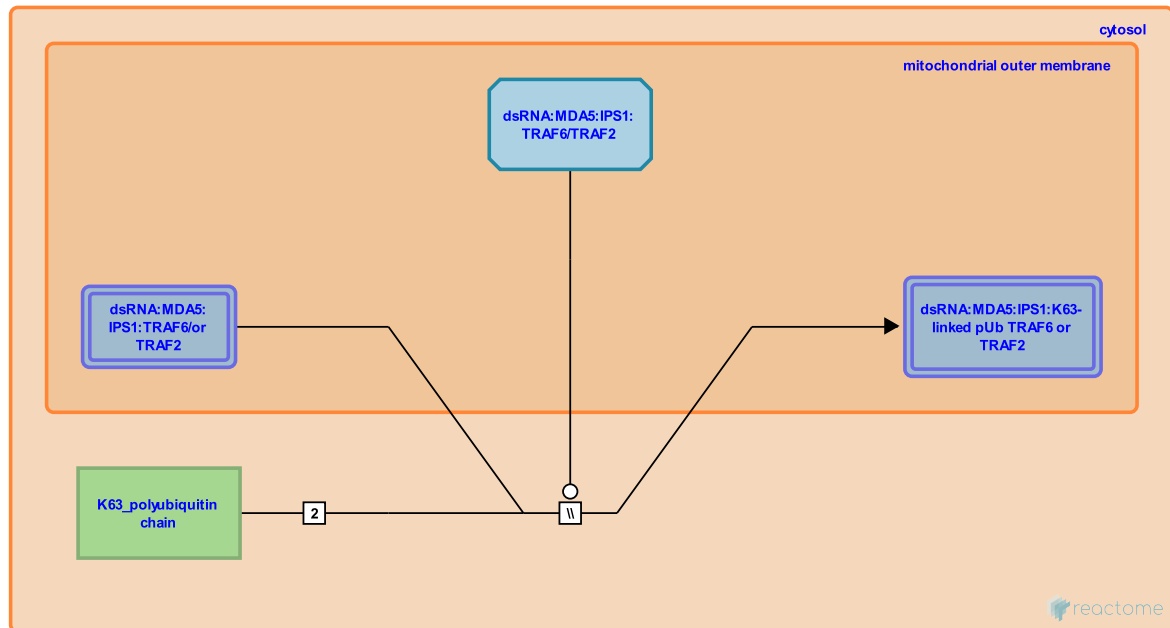 cytosol
mitochondrial outer membrane
dsRNA:MDA5:IPS1:
TRAF6/TRAF2
dsRNA:MDA5:
IPS1:TRAF6/or
TRAF2
dsRNA:MDA5:IPS1:K63-
linked pUb TRAF6 or
TRAF2
K63_polyubiquitin
chain
2
\\
reactome